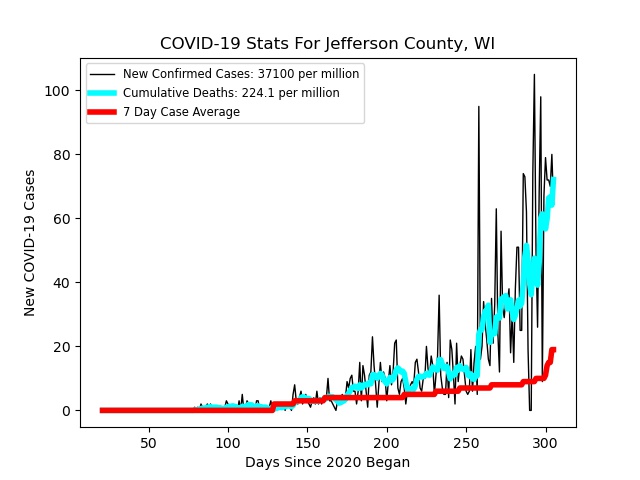 COVID-19 Stats For Jefferson County, WI
New Confirmed Cases: 37100 per million
Cumulative Deaths: 224.1 per million
7 Day Case Average
New COVID-19 Cases
100
80
60
40
20
0
50 100 150 200 250 300
Days Since 2020 Began